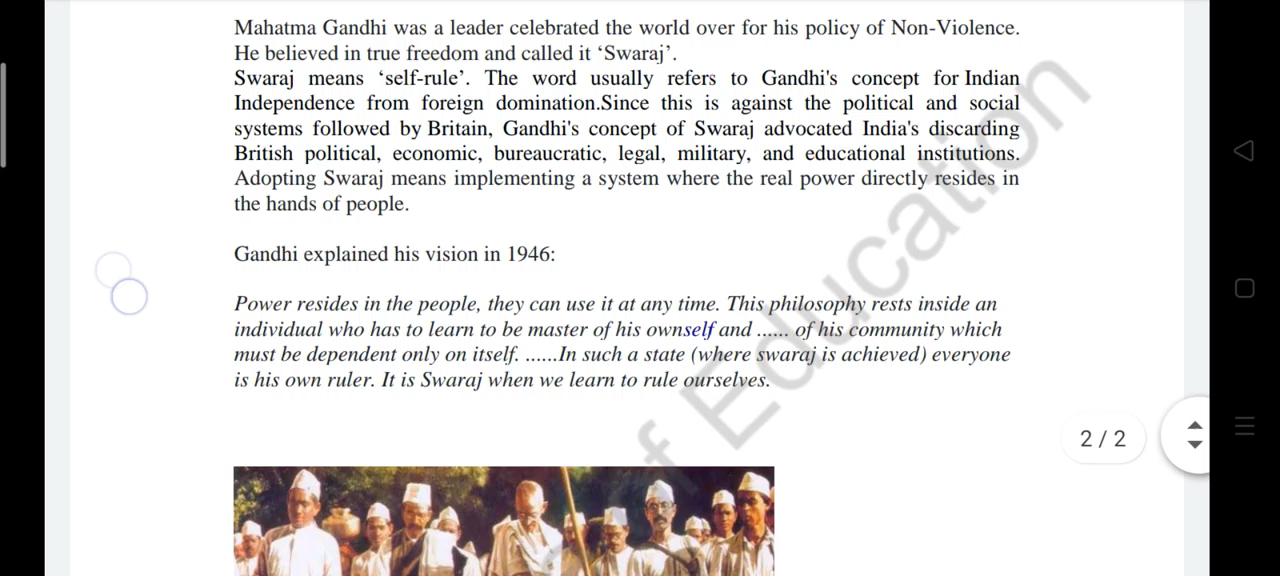 Mahatma Gandhi was a leader celebrated the world over for his policy of Non-Violence.
He believed in true freedom and called it ‘Swaraj’.
Swaraj means ‘self-rule’. The word usually refers to Gandhi's concept for Indian
Independence from foreign domination.Since this is against the political and social
systems followed by Britain, Gandhi's concept of Swaraj advocated India's discarding
British political, economic, bureaucratic, legal, military, and educational institutions.
Adopting Swaraj means implementing a system where the real power directly resides in
the hands of people.
Gandhi explained his vision in 1946:
Power resides in the people, they can use it at any time. This philosophy rests inside an
individual who has to learn to be master of his ownself and ...... of his community which
must be dependent only on itself. ......In such a state (where swaraj is achieved) everyone
is his own ruler. It is Swaraj when we learn to rule ourselves.
2 / 2
of Education